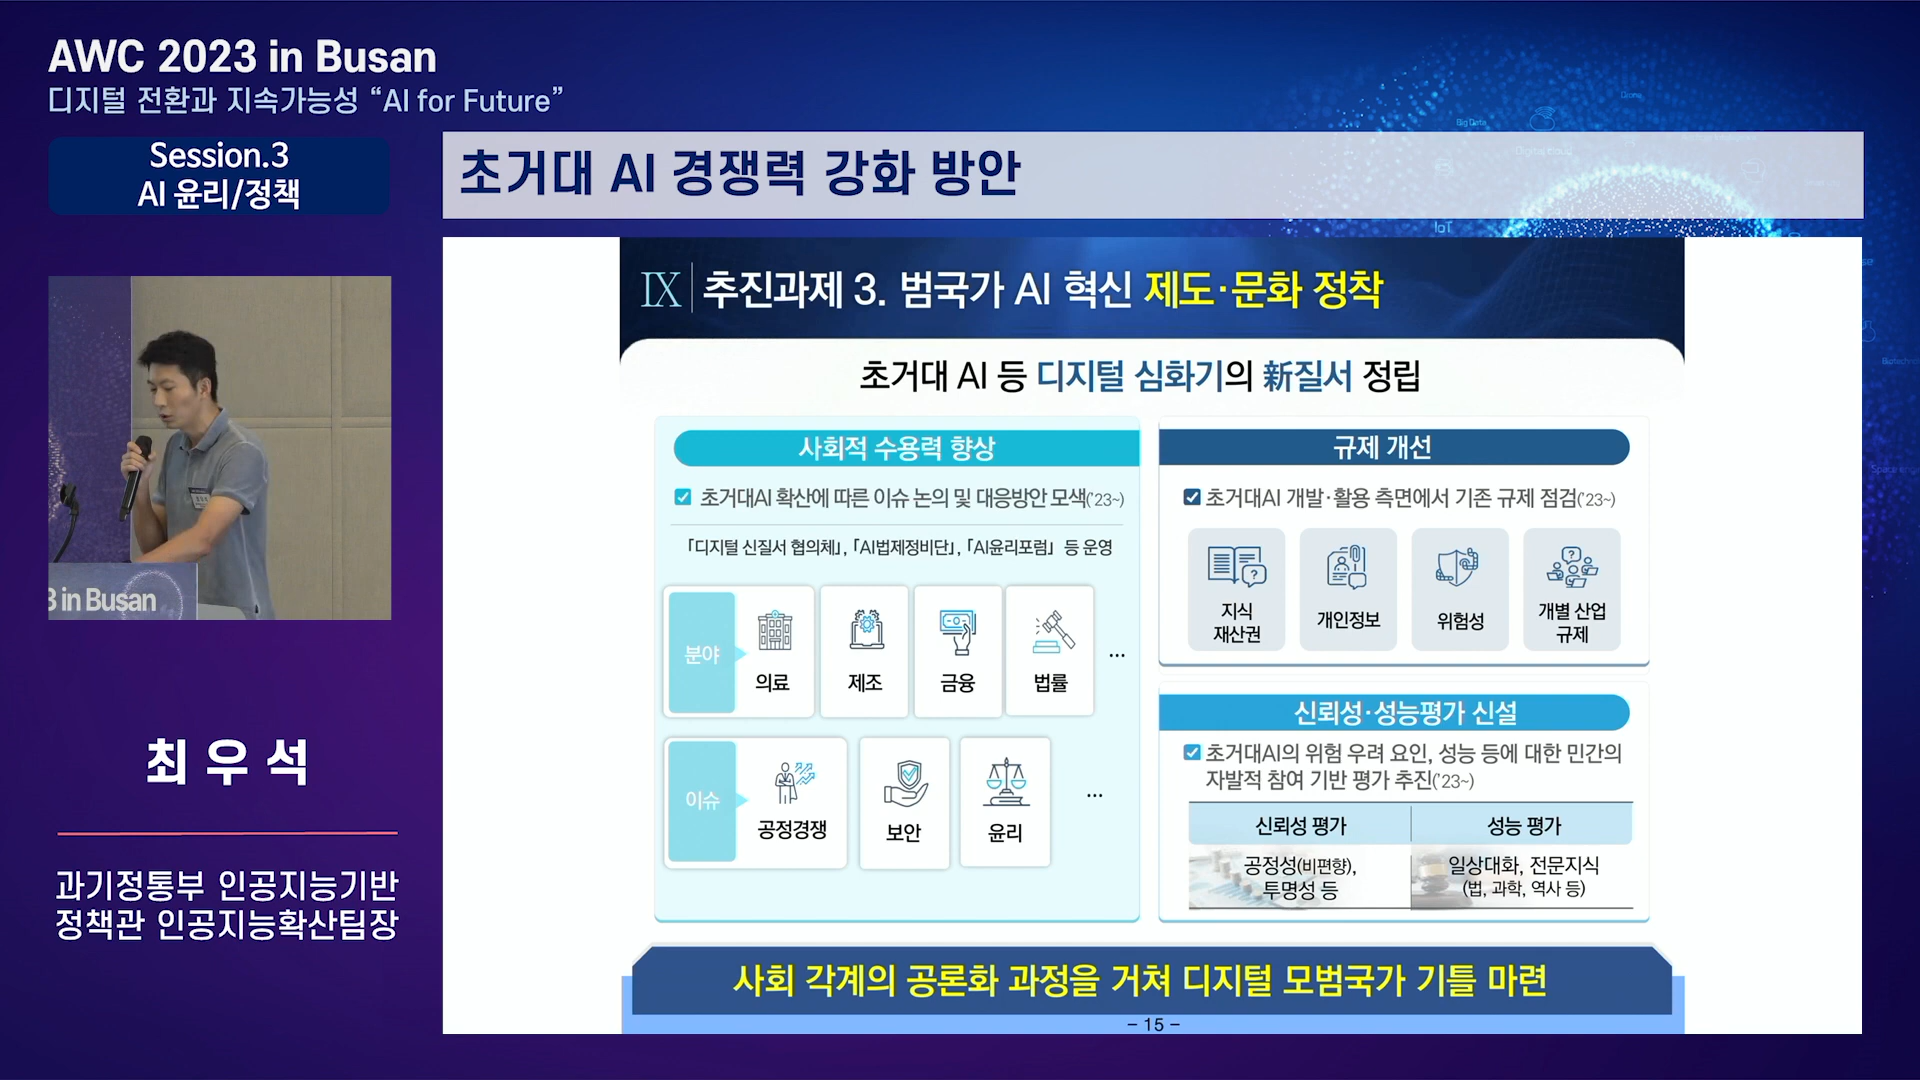 AWC 2023 in Busan
디지털 전환과 지속가능성 “AI for Future”
Session.3
AI 윤리/정책
초거대 AI 경쟁력 강화 방안
Big Data
IoT
3 in Busan
최우석
과기정통부 인공지능기반
정책관 인공지능확산팀장
IX 추진과제 3. 범국가 AI 혁신 제도·문화 정착
초거대 AI 등 디지털 심화기의 新질서 정립
사회적 수용력 향상
초거대AI 확산에 따른 이슈 논의 및 대응방안 모색('23~)
「디지털 신질서 협의체」, 「AI법제정비단」, 「AI윤리포럼」 등 운영
분야
의료
제조
금융
법률
...
이슈
공정경쟁
보안
윤리
...
규제 개선
초거대AI 개발·활용 측면에서 기존 규제 점검('23~)
지식
재산권
개인정보
위험성
개별 산업
규제
신뢰성·성능평가 신설
초거대AI의 위험 우려 요인, 성능 등에 대한 민간의
자발적 참여 기반 평가 추진('23~)
신뢰성 평가
성능 평가
공정성(비편향),
투명성 등
일상대화, 전문지식
(법, 과학, 역사 등)
사회 각계의 공론화 과정을 거쳐 디지털 모범국가 기틀 마련
– 15 –